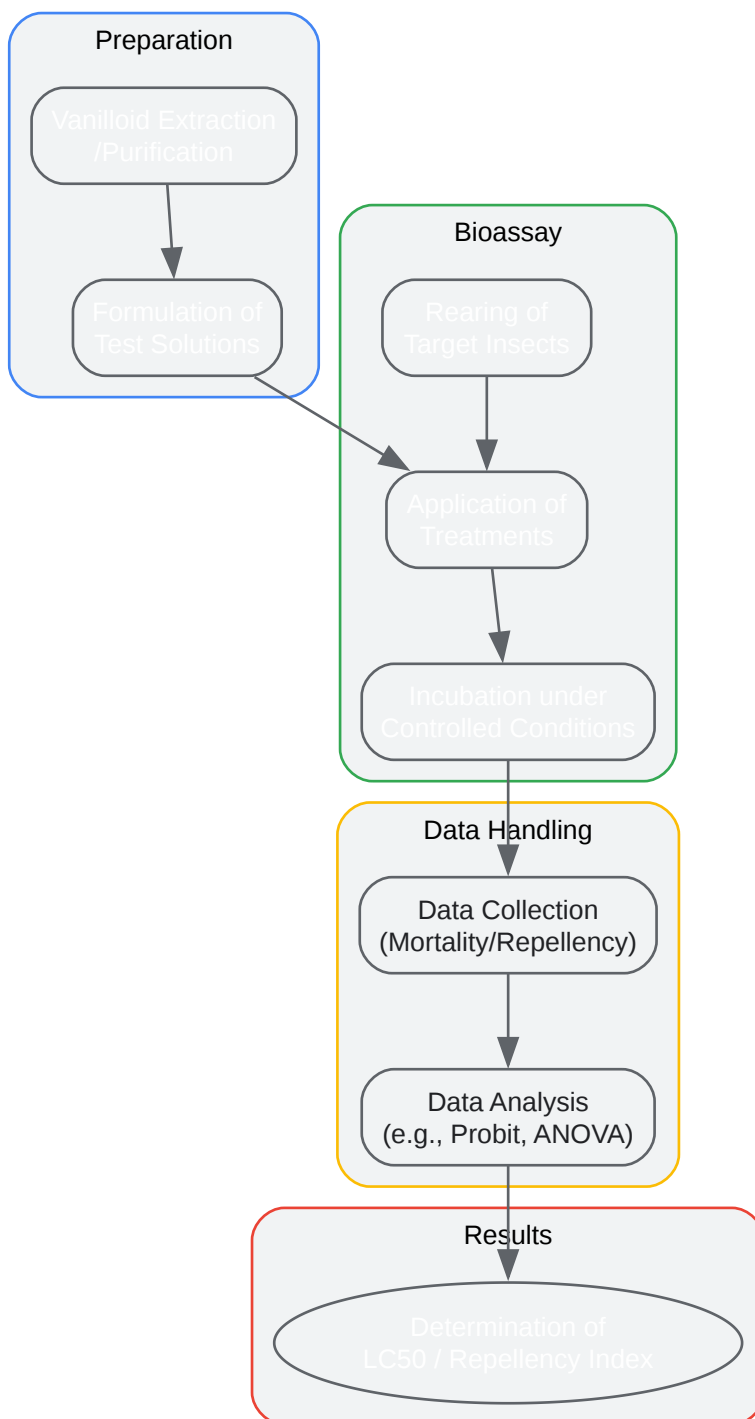 Preparation
Vanilloid Extraction
/Purification
Formulation of
Test Solutions
Bioassay
Rearing of
Target Insects
Application of
Treatments
Incubation under
Controlled Conditions
Data Handling
Data Collection
(Mortality/Repellency)
Data Analysis
(e.g., Probit, ANOVA)
Results
Determination of
LC50 / Repellency Index